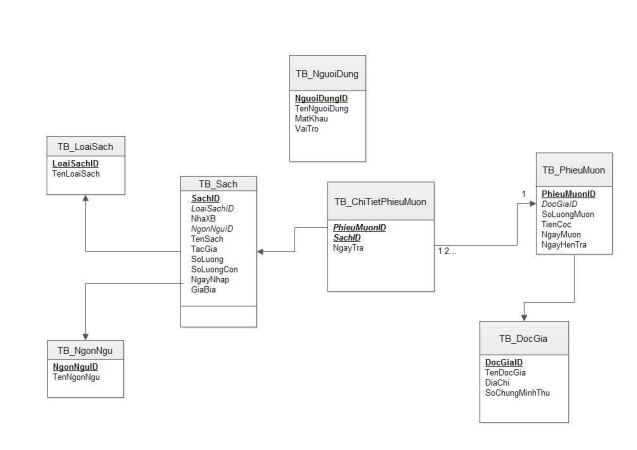 TB_NguoiDung
NguoiDungID
TenNguoiDung
MatKhau
VaiTro
TB_LoaiSach
LoaiSachID
TenLoaiSach
TB_Sach
SachID
LoaiSachID
NhaXB
NgonNguID
TenSach
TacGia
SoLuong
SoLuongCon
NgayNhap
GiaBia
TB_ChiTietPhieuMuon
PhieuMuonID
SachID
NgayTra
1
1 2...
TB_PhieuMuon
PhieuMuonID
DocGiaID
SoLuongMuon
TienCoc
NgayMuon
NgayHenTra
TB_NgonNgu
NgonNguID
TenNgonNgu
TB_DocGia
DocGiaID
TenDocGia
DiaChi
SoChungMinhThu